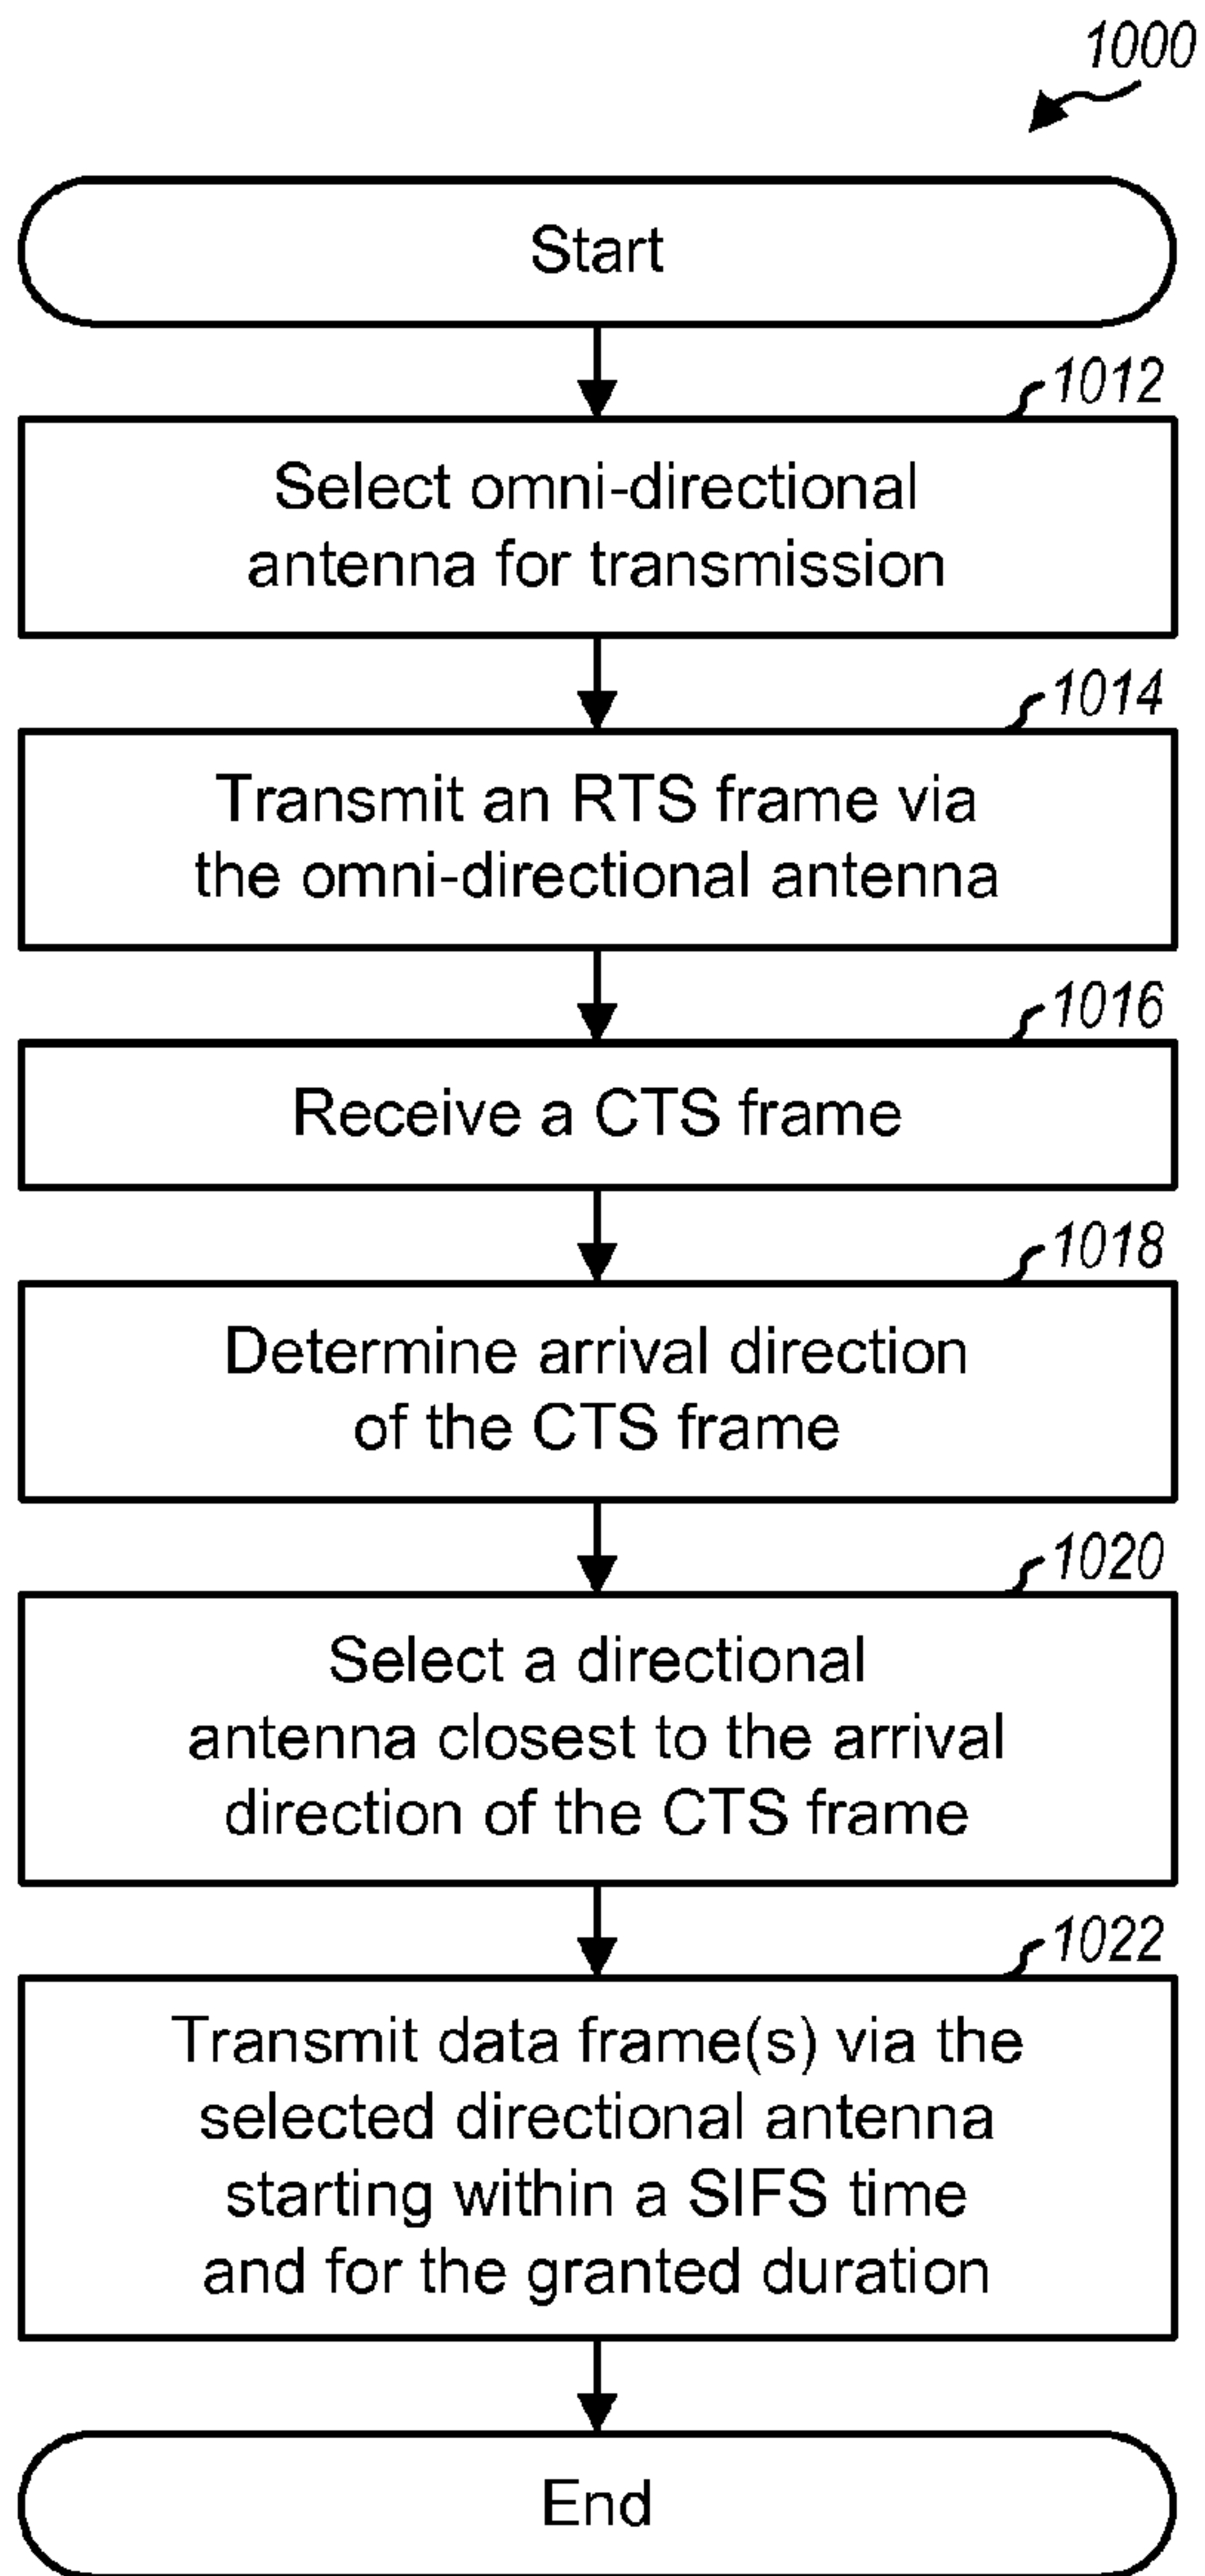 1000
Start
1012
Select omni-directional
antenna for transmission
1014
Transmit an RTS frame via
the omni-directional antenna
1016
Receive a CTS frame
1018
Determine arrival direction
of the CTS frame
1020
Select a directional
antenna closest to the arrival
direction of the CTS frame
1022
Transmit data frame(s) via the
selected directional antenna
starting within a SIFS time
and for the granted duration
End